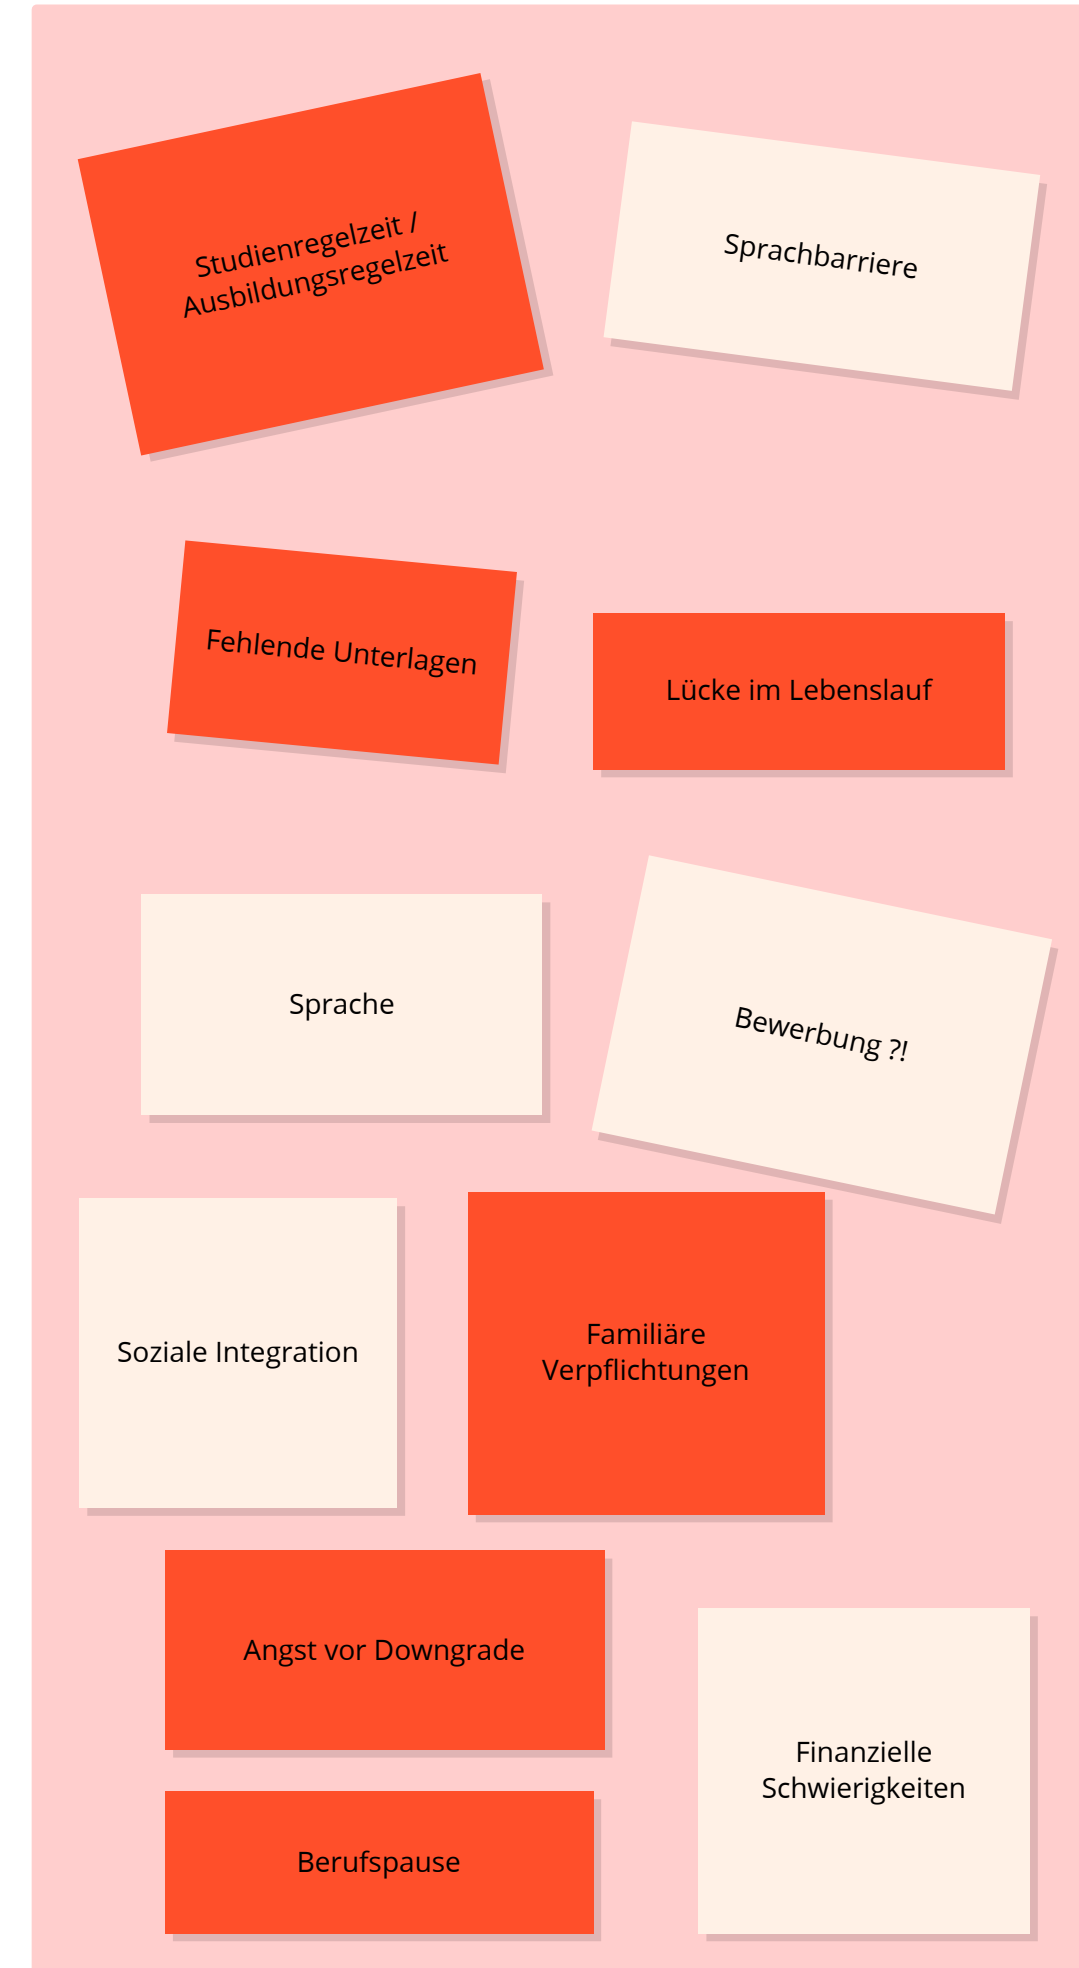 Studienregelzeit /
Ausbildungsregelzeit
Sprachbarriere
Fehlende Unterlagen
Lücke im Lebenslauf
Sprache
Bewerbung ?!
Soziale Integration
Familiäre
Verpflichtungen
Angst vor Downgrade
Finanzielle
Schwierigkeiten
Berufspause